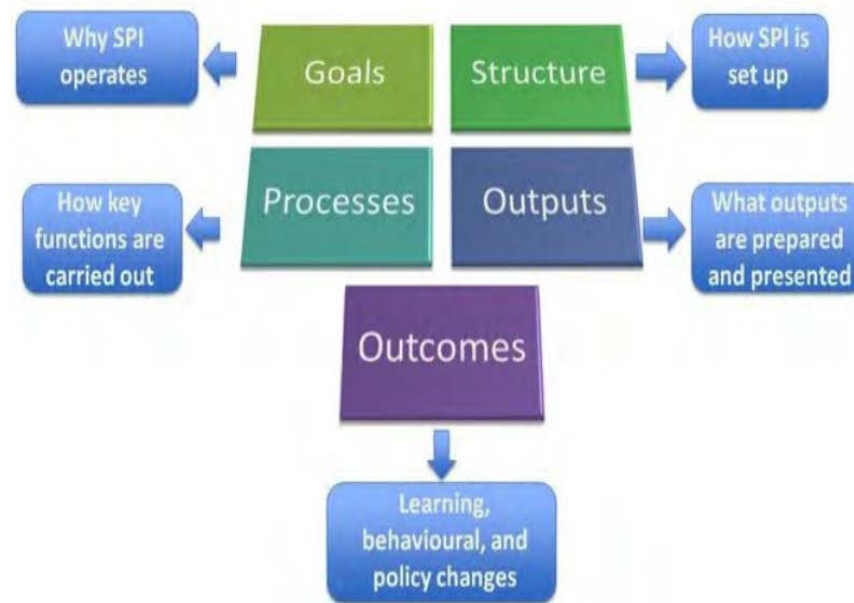 Why SPI
operates
Goals
Structure
How SPI is
set up
How key
functions are
carried out
Processes
Outputs
What outputs
are prepared
and presented
Outcomes
Learning,
behavioural, and
policy changes